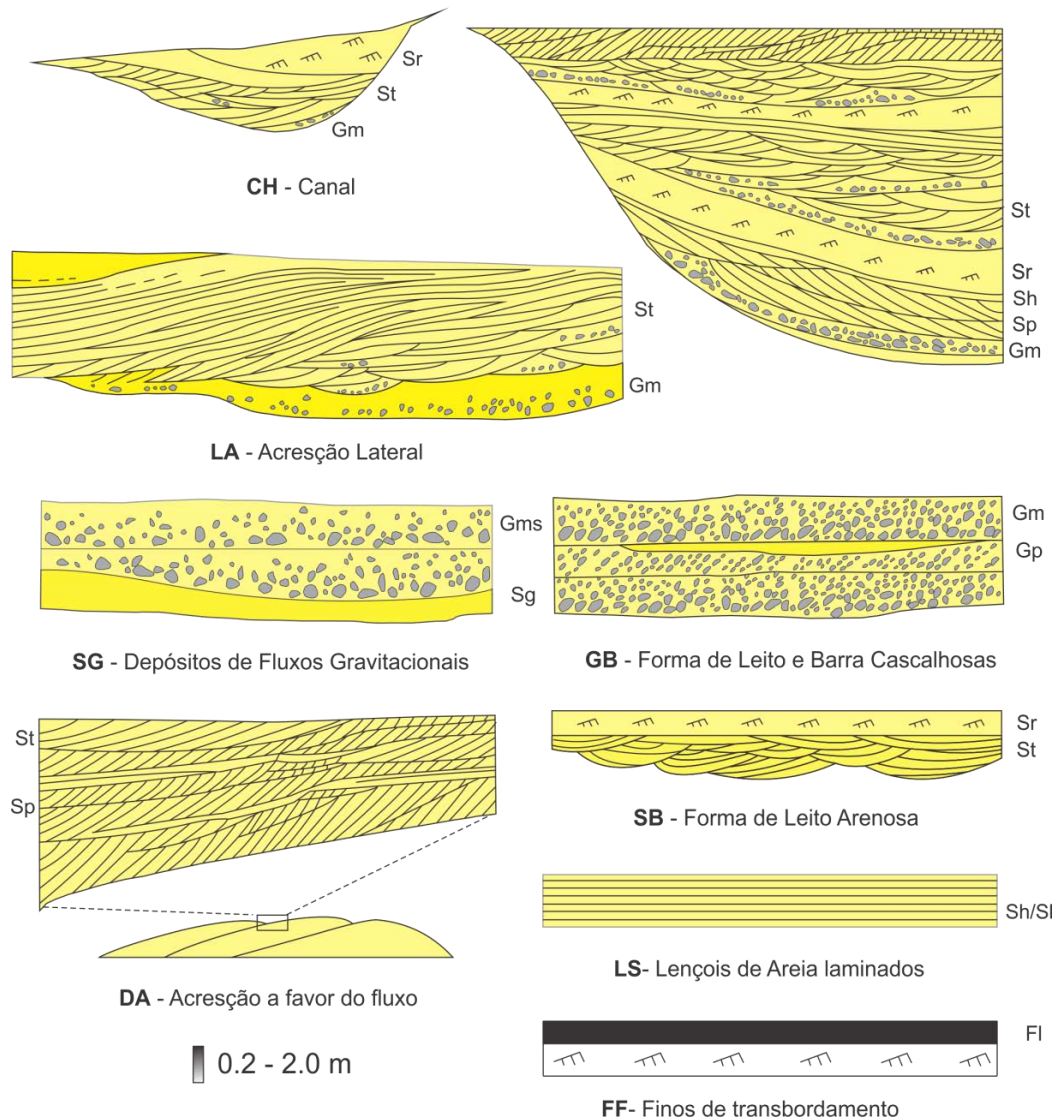 Sr
St
Gm
CH - Canal
St
Sr
Sh
Sp
Gm
St
Gm
LA - Acresção Lateral
Gms
Sg
SG - Depósitos de Fluxos Gravitacionais
Gm
Gp
GB - Forma de Leito e Barra Cascalhosas
St
Sp
DA - Acresção a favor do fluxo
0.2 - 2.0 m
Sr
St
SB - Forma de Leito Arenosa
Sh/Sl
LS- Lençois de Areia laminados
Fl
FF- Finos de transbordamento